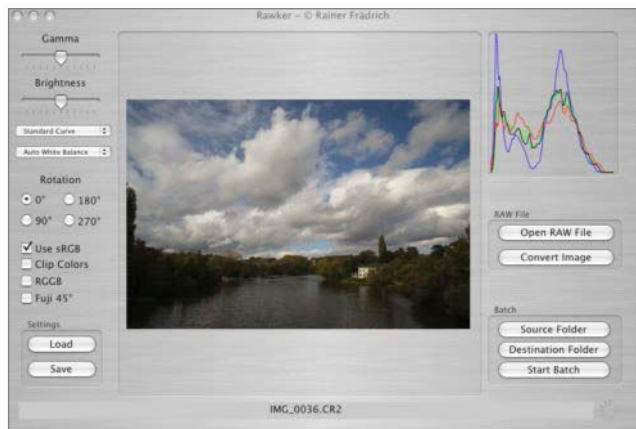 Rawker – © Rainer Frädrich
Gamma
Brightness
Standard Curve
Auto White Balance
Rotation
0° 180°
90° 270°
Use sRGB
Clip Colors
RGGB
Fuji 45°
Settings
Load
Save
RAW File
Open RAW File
Convert Image
Batch
Source Folder
Destination Folder
Start Batch
IMG_0036.CR2